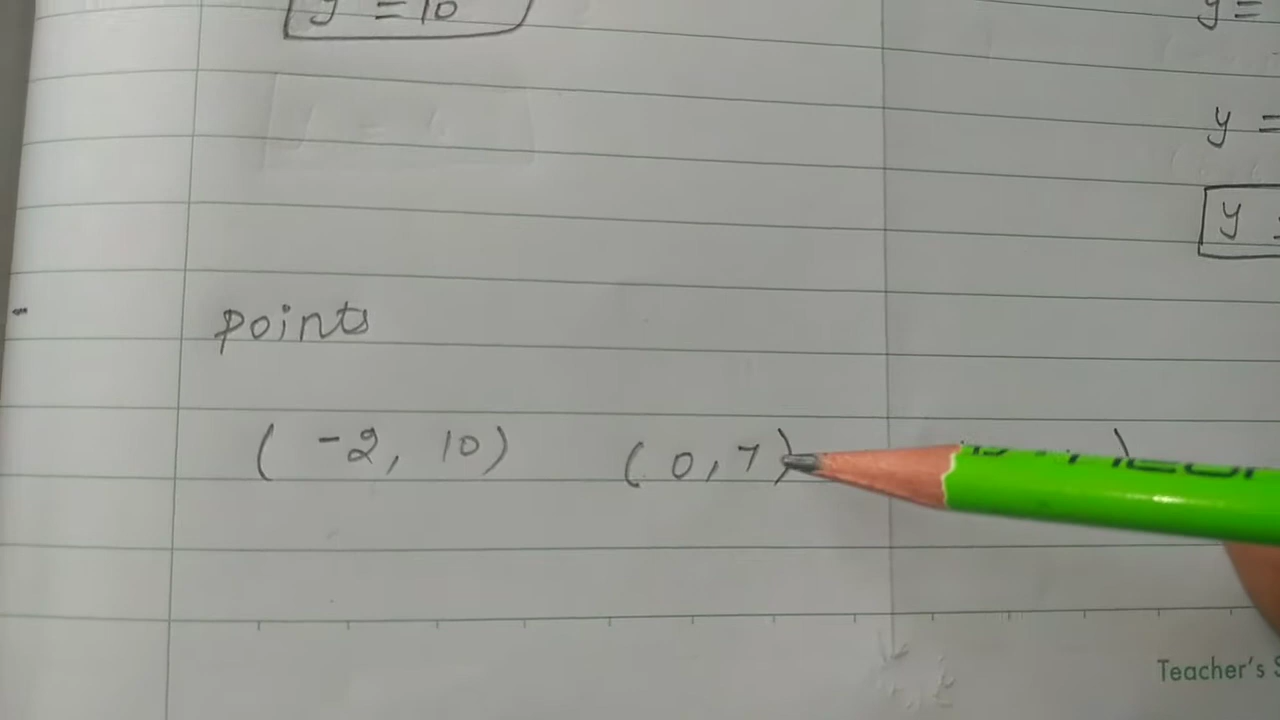 y = 10
y =
y =
y =
points
(-2, 10) (0, 7) )
Teacher's S